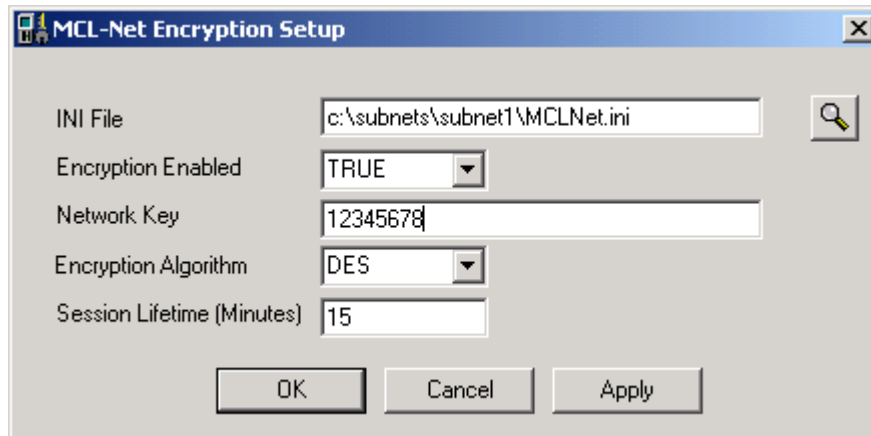 MCL-Net Encryption Setup
INI File c:\subnets\subnet1\MCLNet.ini
Encryption Enabled TRUE
Network Key 12345678
Encryption Algorithm DES
Session Lifetime (Minutes) 15
OK Cancel Apply